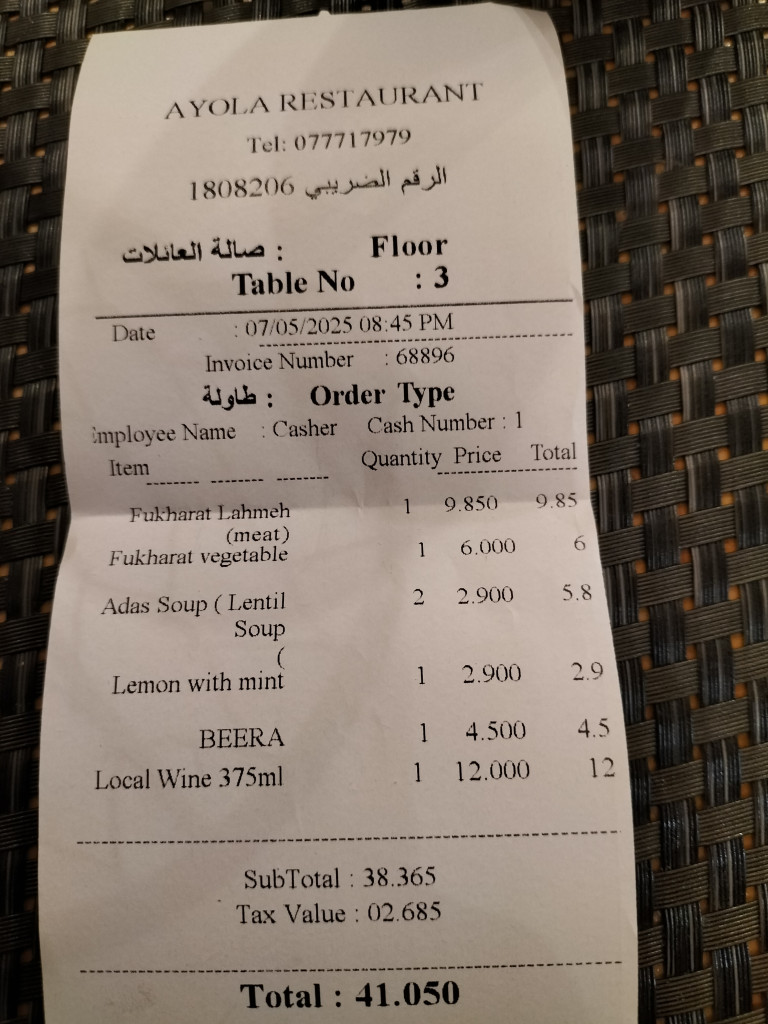 AYOLA RESTAURANT
Tel: 077717979
الرقم الضريبي 1808206
صالة العائلات : Floor
Table No : 3
Date : 07/05/2025 08:45 PM
Invoice Number : 68896
طاولة : Order Type
Employee Name : Casher Cash Number : 1
Item Quantity Price Total
Fukharat Lahmeh 1 9.850 9.85
(meat)
Fukharat vegetable 1 6.000 6
Adas Soup ( Lentil 2 2.900 5.8
Soup
(
Lemon with mint 1 2.900 2.9
BEERA 1 4.500 4.5
Local Wine 375ml 1 12.000 12
SubTotal : 38.365
Tax Value : 02.685
Total : 41.050